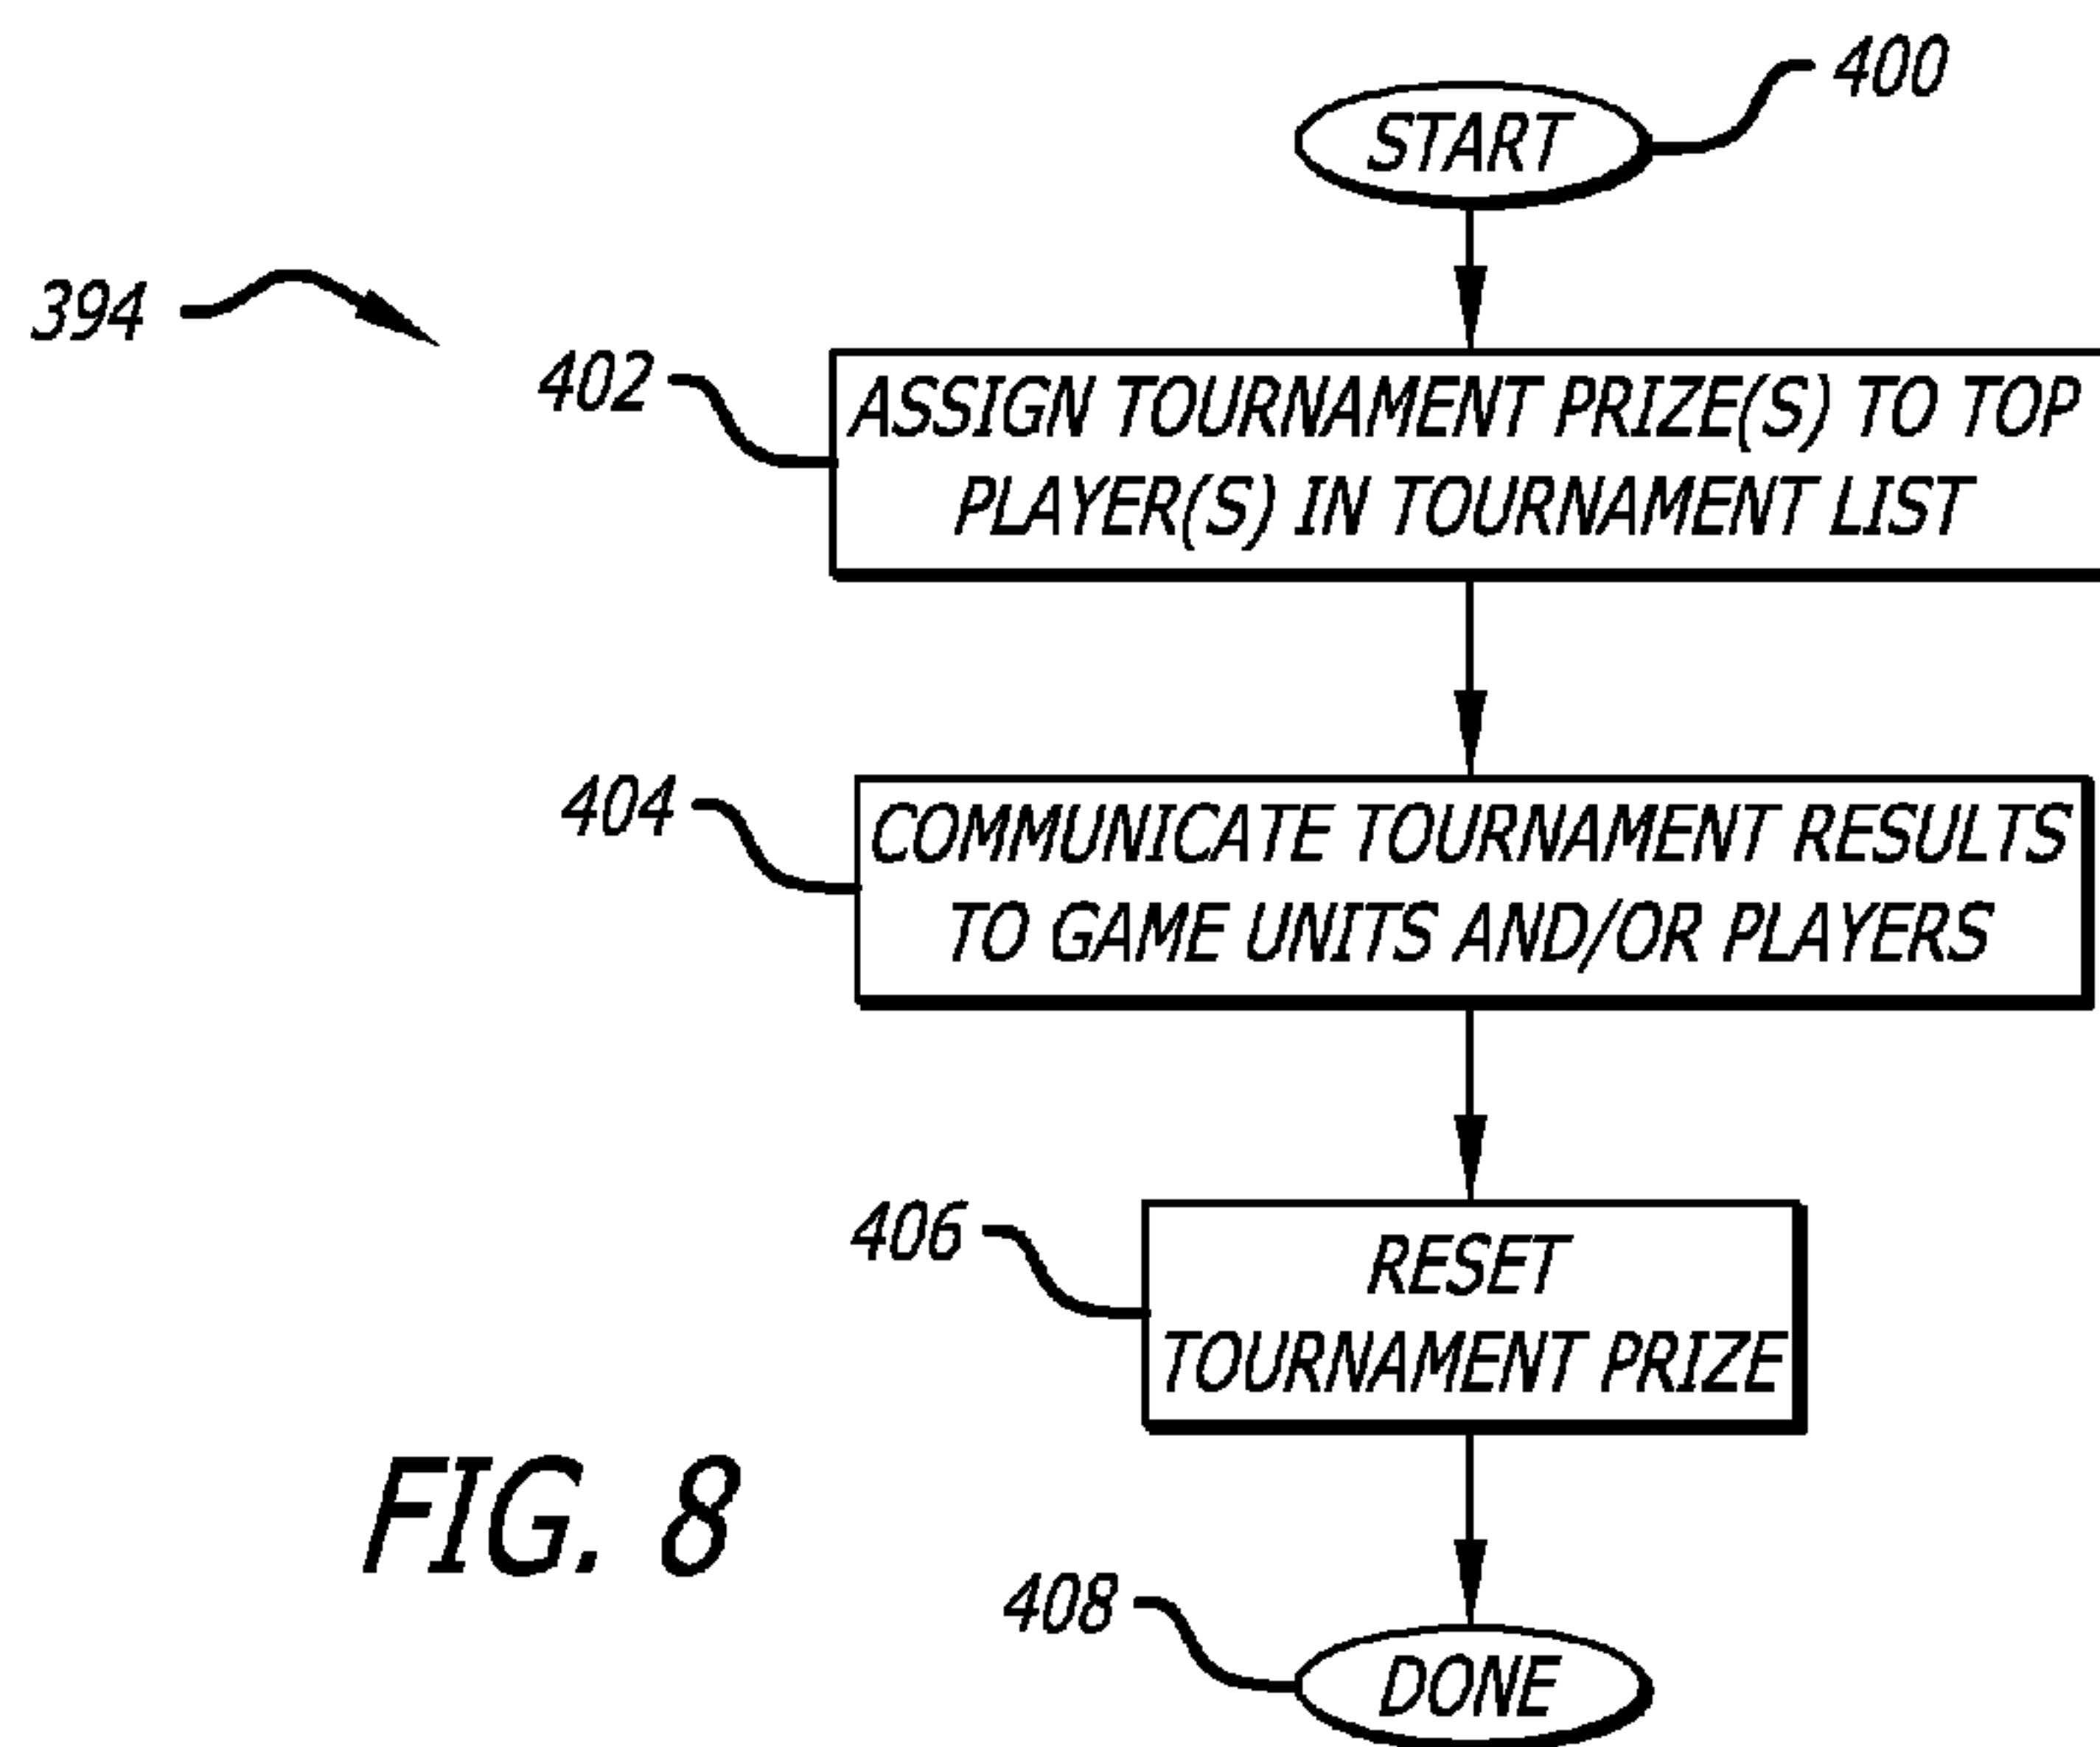 400
START
394
402
ASSIGN TOURNAMENT PRIZE(S) TO TOP
PLAYER(S) IN TOURNAMENT LIST
404
COMMUNICATE TOURNAMENT RESULTS
TO GAME UNITS AND/OR PLAYERS
406
RESET
TOURNAMENT PRIZE
FIG. 8
408
DONE